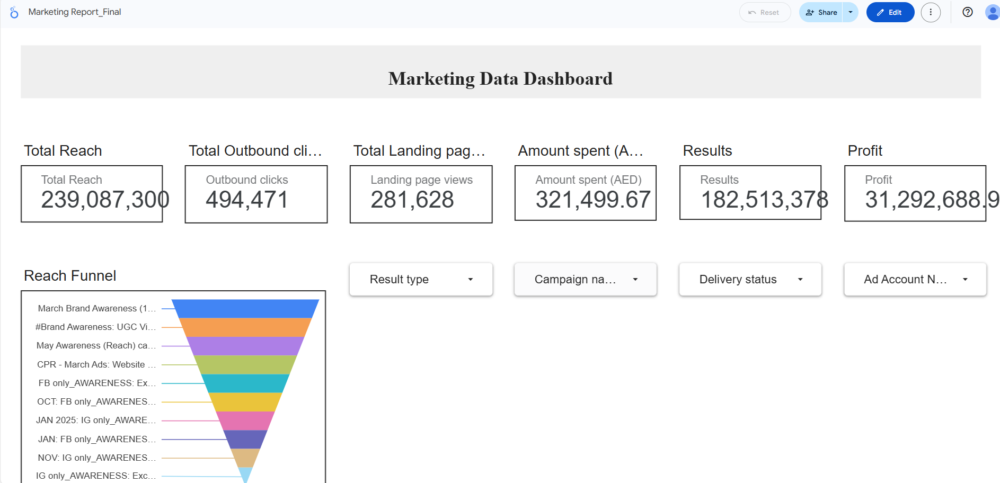 Marketing Report_Final
Reset
Share
Edit
Marketing Data Dashboard
Total Reach
Total Outbound cli...
Total Landing pag...
Amount spent (A...
Results
Profit
Total Reach
239,087,300
Outbound clicks
494,471
Landing page views
281,628
Amount spent (AED)
321,499.67
Results
182,513,378
Profit
31,292,688.9
Reach Funnel
Result type
Campaign na...
Delivery status
Ad Account N...
March Brand Awareness (1...
#Brand Awareness: UGC Vi...
May Awareness (Reach) ca...
CPR - March Ads: Website ...
FB only_AWARENESS: Ex...
OCT: FB only_AWARENES...
JAN 2025: IG only_AWARE...
JAN: FB only_AWARENES...
NOV: IG only_AWARENES...
IG only_AWARENESS: Exc...